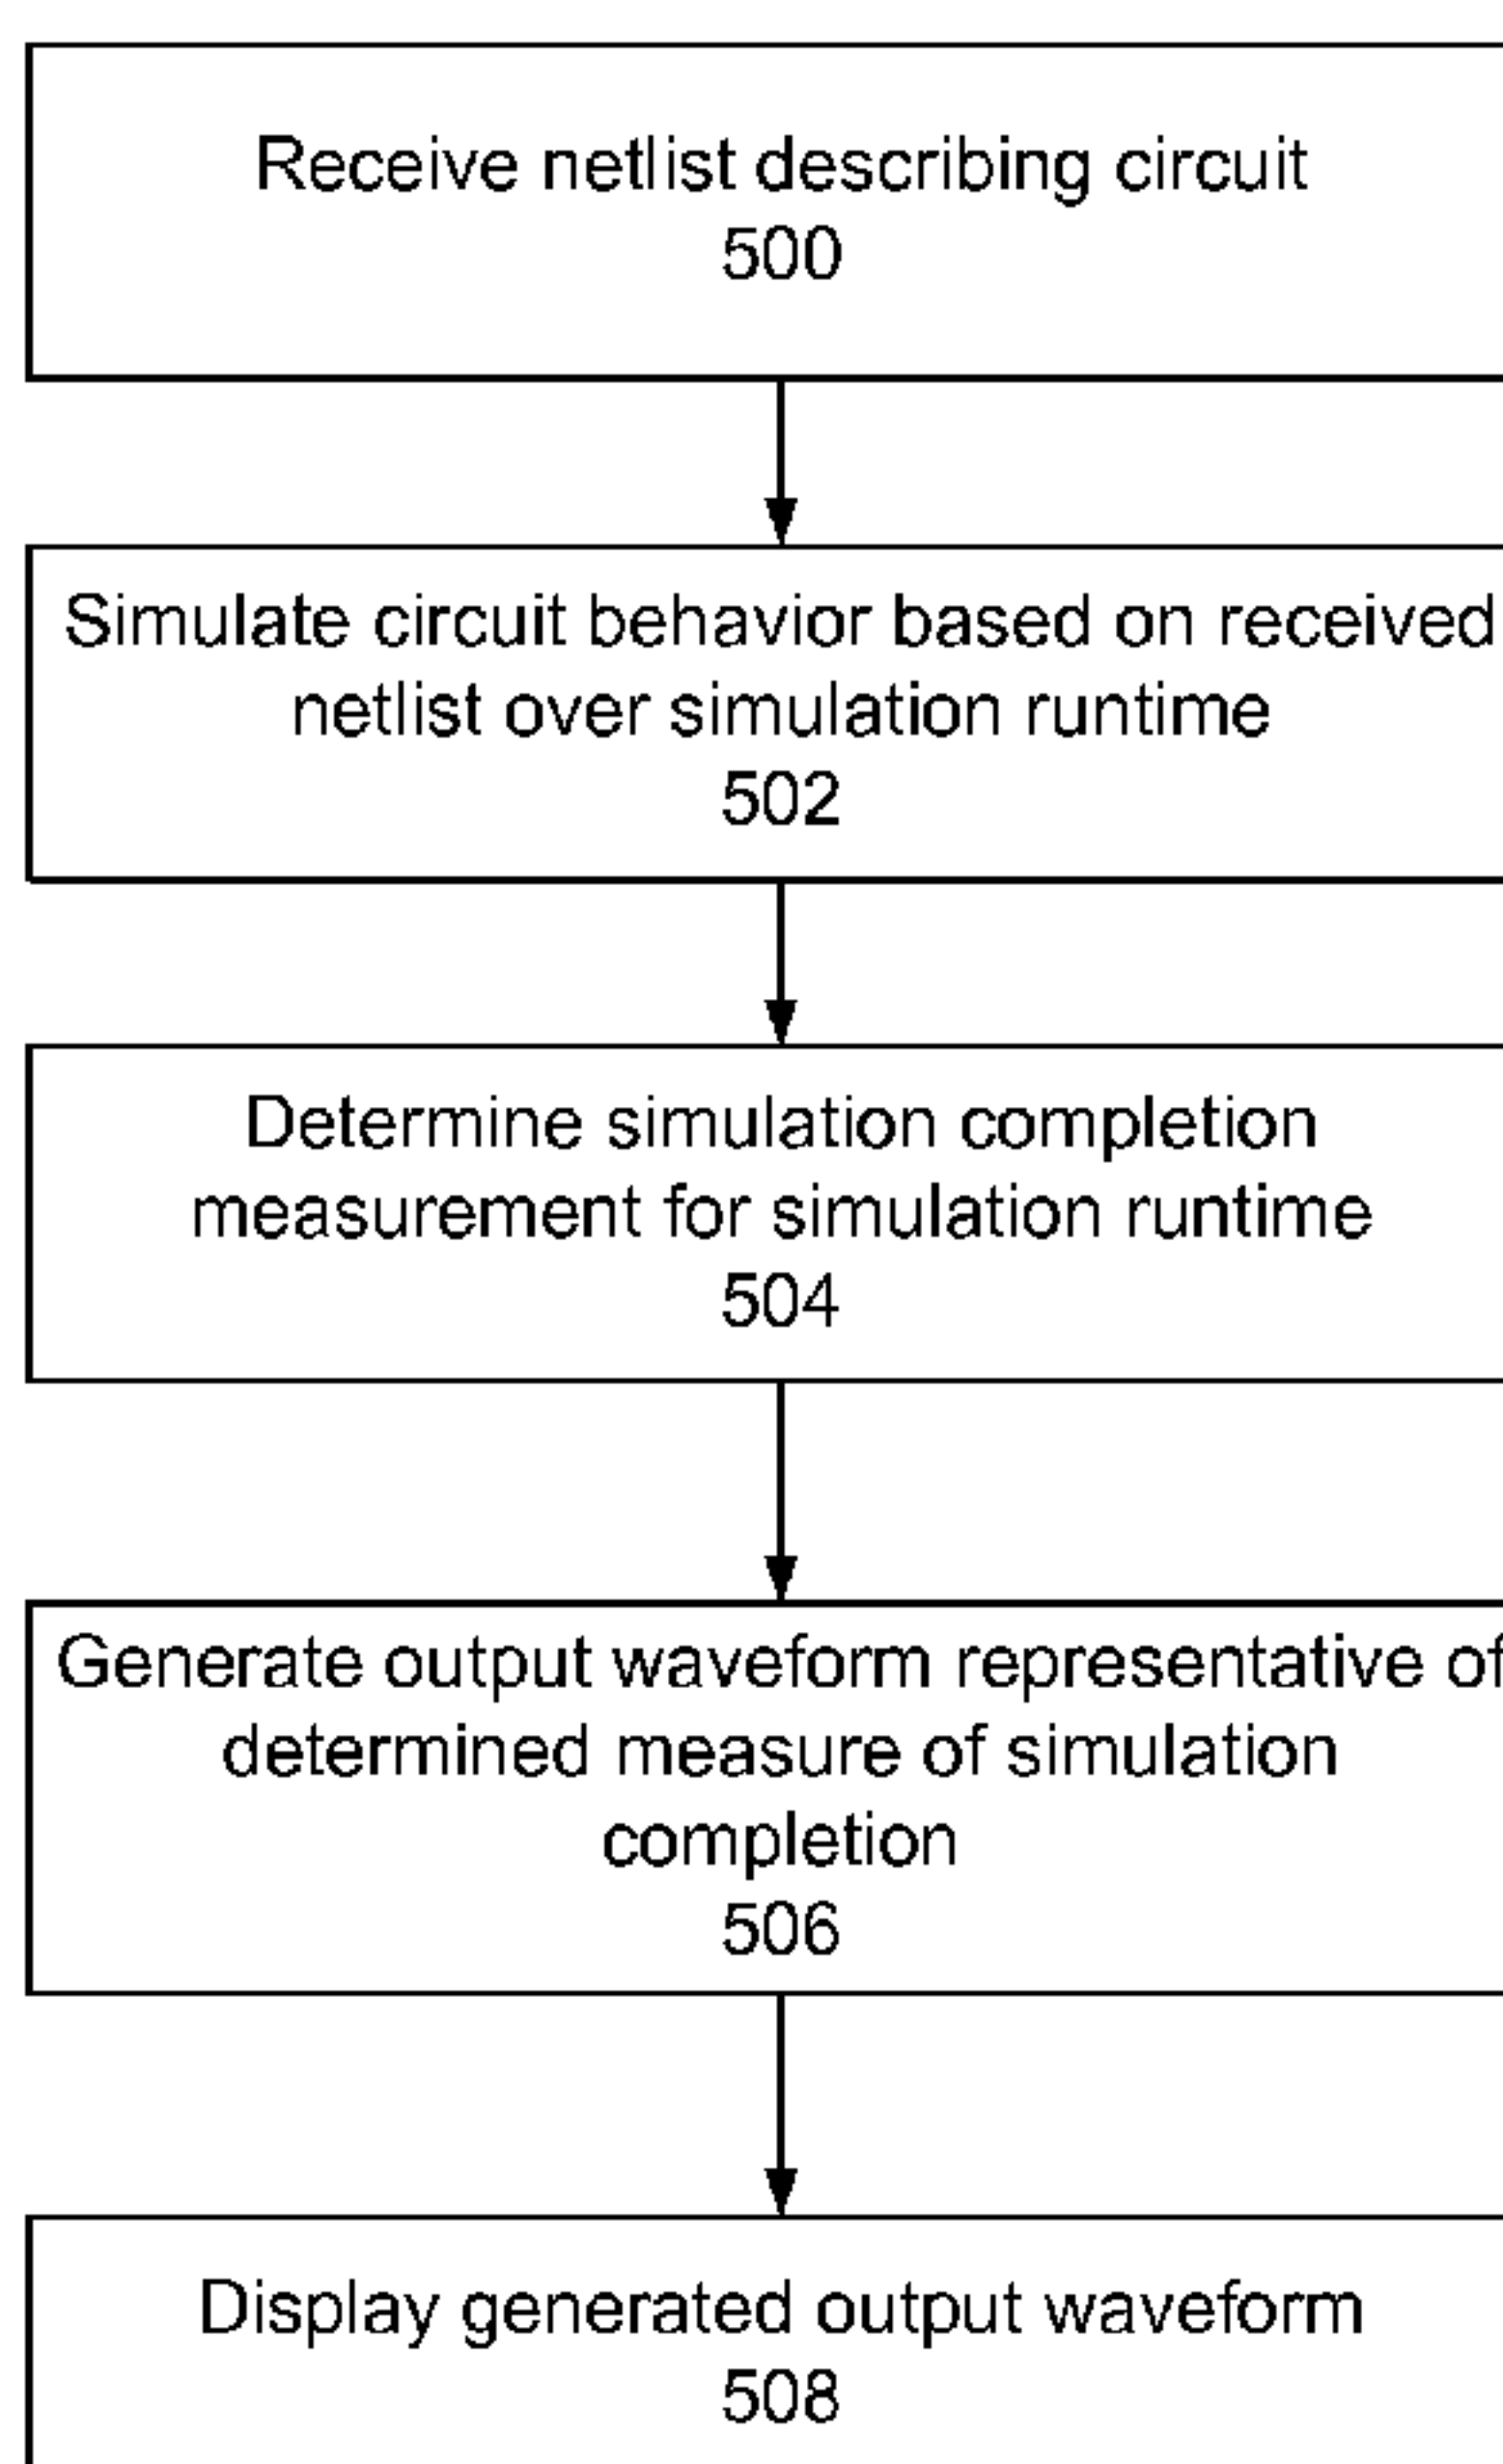 Receive netlist describing circuit
500
Simulate circuit behavior based on received
netlist over simulation runtime
502
Determine simulation completion
measurement for simulation runtime
504
Generate output waveform representative of
determined measure of simulation
completion
506
Display generated output waveform
508